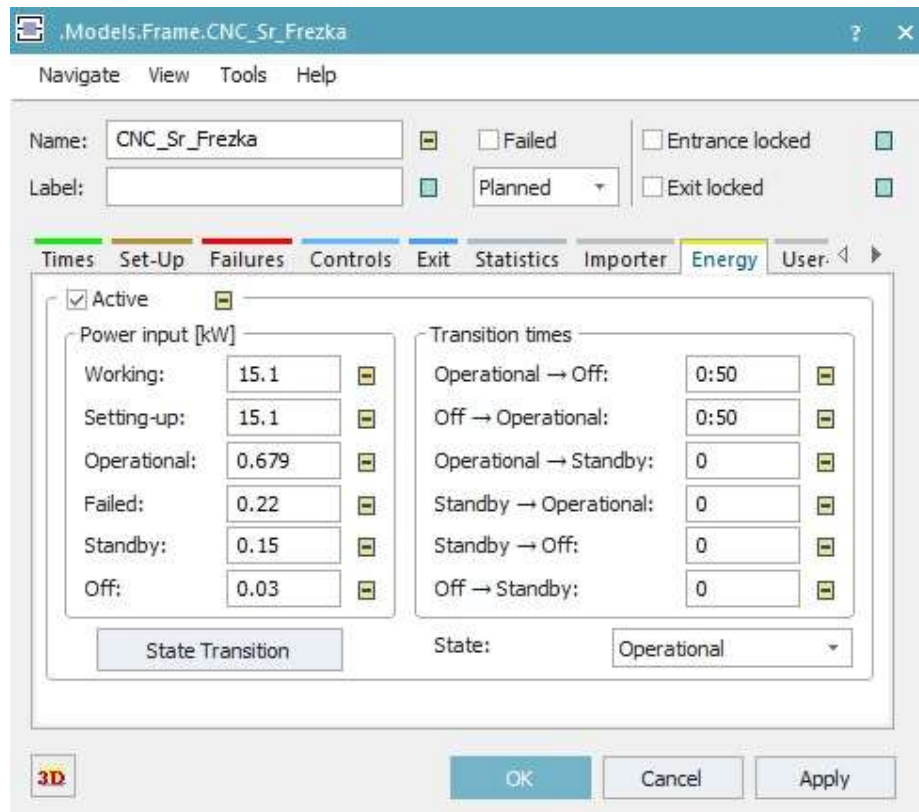 .Models.Frame.CNC_Sr_Frezka ? ×
Navigate View Tools Help
Name: CNC_Sr_Frezka Failed Entrance locked
Label: Planned Exit locked
Times Set-Up Failures Controls Exit Statistics Importer Energy User-
Active
Power input [kW] Transition times
Working: 15.1 Operational → Off: 0:50
Setting-up: 15.1 Off → Operational: 0:50
Operational: 0.679 Operational → Standby: 0
Failed: 0.22 Standby → Operational: 0
Standby: 0.15 Standby → Off: 0
Off: 0.03 Off → Standby: 0
State Transition State: Operational
3D OK Cancel Apply